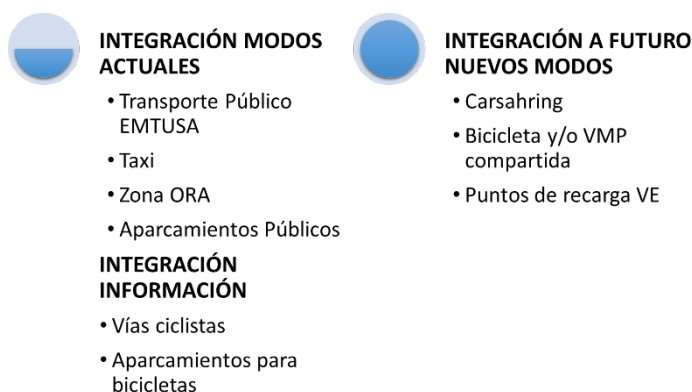 INTEGRACIÓN MODOS
ACTUALES
• Transporte Público
EMTUSA
• Taxi
• Zona ORA
• Aparcamientos Públicos
INTEGRACIÓN
INFORMACIÓN
• Vías ciclistas
• Aparcamientos para
bicicletas
INTEGRACIÓN A FUTURO
NUEVOS MODOS
• Carsahring
• Bicicleta y/o VMP
compartida
• Puntos de recarga VE